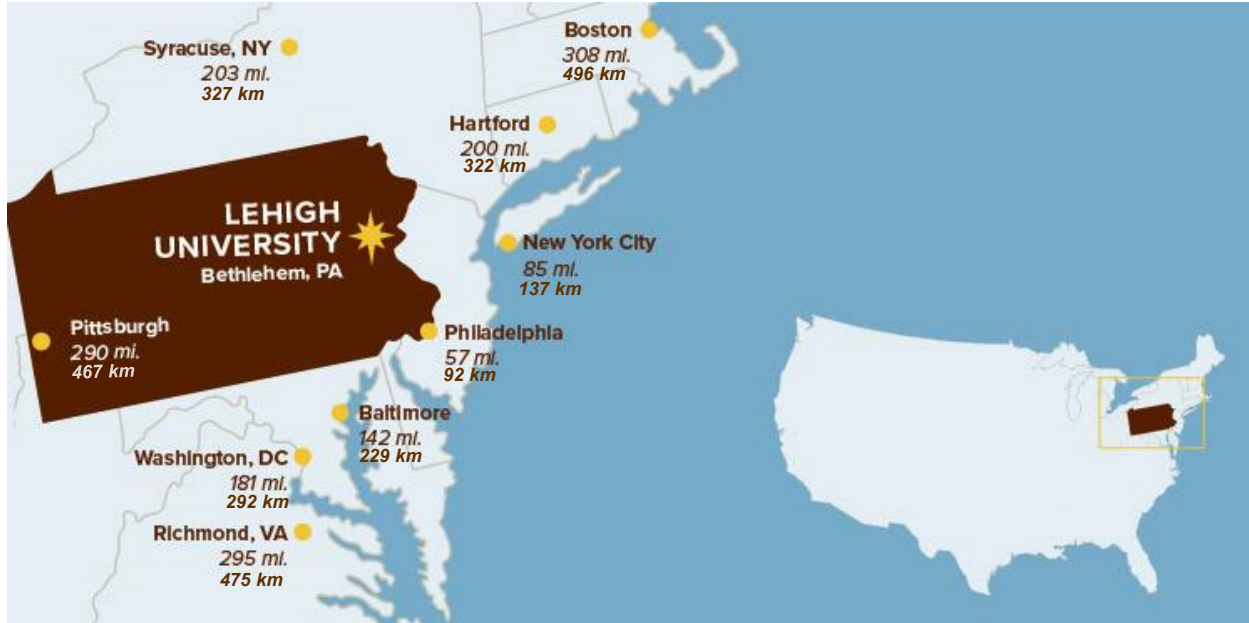 Syracuse, NY
203 mi.
327 km
Boston
308 mi.
496 km
Hartford
200 mi.
322 km
LEHIGH
UNIVERSITY
Bethlehem, PA
New York City
85 mi.
137 km
Pittsburgh
290 mi.
467 km
Philadelphia
57 mi.
92 km
Baltimore
142 mi.
229 km
Washington, DC
181 mi.
292 km
Richmond, VA
295 mi.
475 km